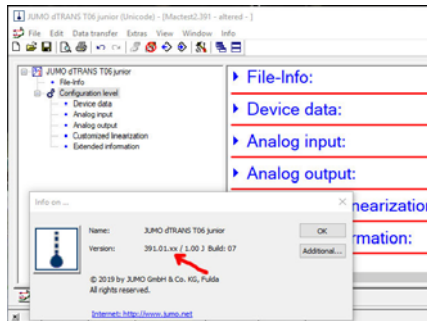 JUMO dTRANS T06 junior (Unicode) - [Mactest2.391 - altered - ]
File Edit Data transfer Extras View Window Info
JUMO dTRANS T06 junior
File-Info
Configuration level
Device data
Analog input
Analog output
Customized linearization
Extended information
File-Info:
Device data:
Analog input:
Analog output:
nearization
rmation:
Info on ...
Name: JUMO dTRANS T06 junior
OK
Version: 391.01.xx / 1.00 J Build: 07
Additional...
© 2019 by JUMO GmbH & Co. KG, Fulda
All rights reserved.
Internet: http://www.jumo.net